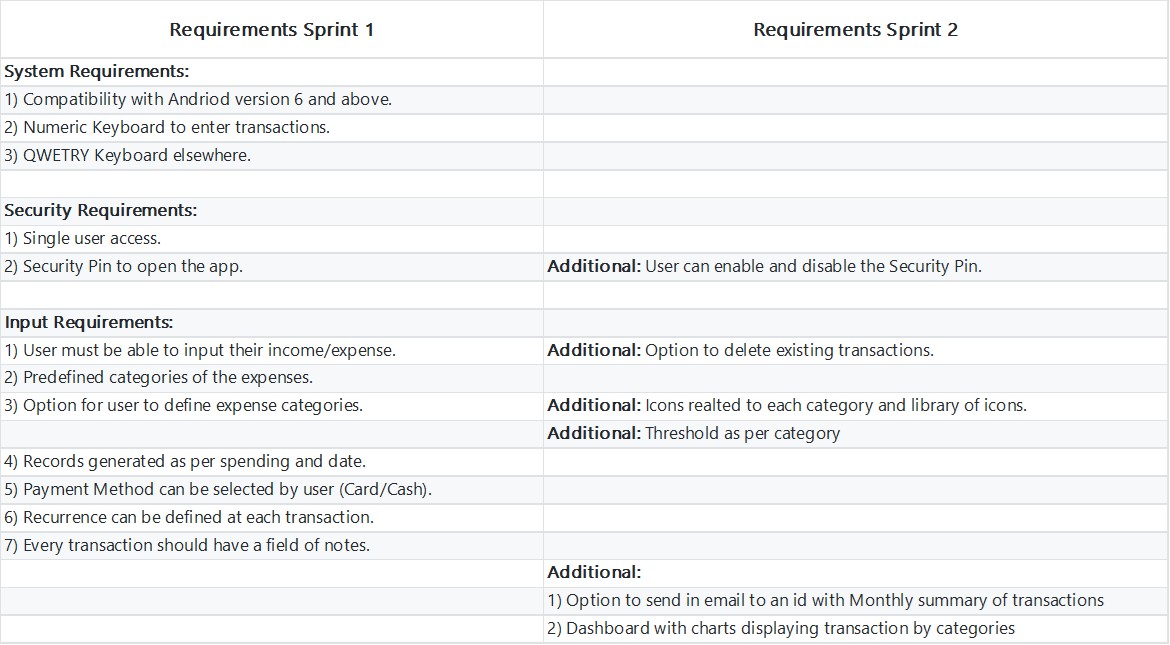 Requirements Sprint 1 Requirements Sprint 2
System Requirements:
1) Compatibility with Andriod version 6 and above.
2) Numeric Keyboard to enter transactions.
3) QWETRY Keyboard elsewhere.
Security Requirements:
1) Single user access.
2) Security Pin to open the app. Additional: User can enable and disable the Security Pin.
Input Requirements:
1) User must be able to input their income/expense. Additional: Option to delete existing transactions.
2) Predefined categories of the expenses.
3) Option for user to define expense categories. Additional: Icons realted to each category and library of icons.
Additional: Threshold as per category
4) Records generated as per spending and date.
5) Payment Method can be selected by user (Card/Cash).
6) Recurrence can be defined at each transaction.
7) Every transaction should have a field of notes.
Additional:
1) Option to send in email to an id with Monthly summary of transactions
2) Dashboard with charts displaying transaction by categories